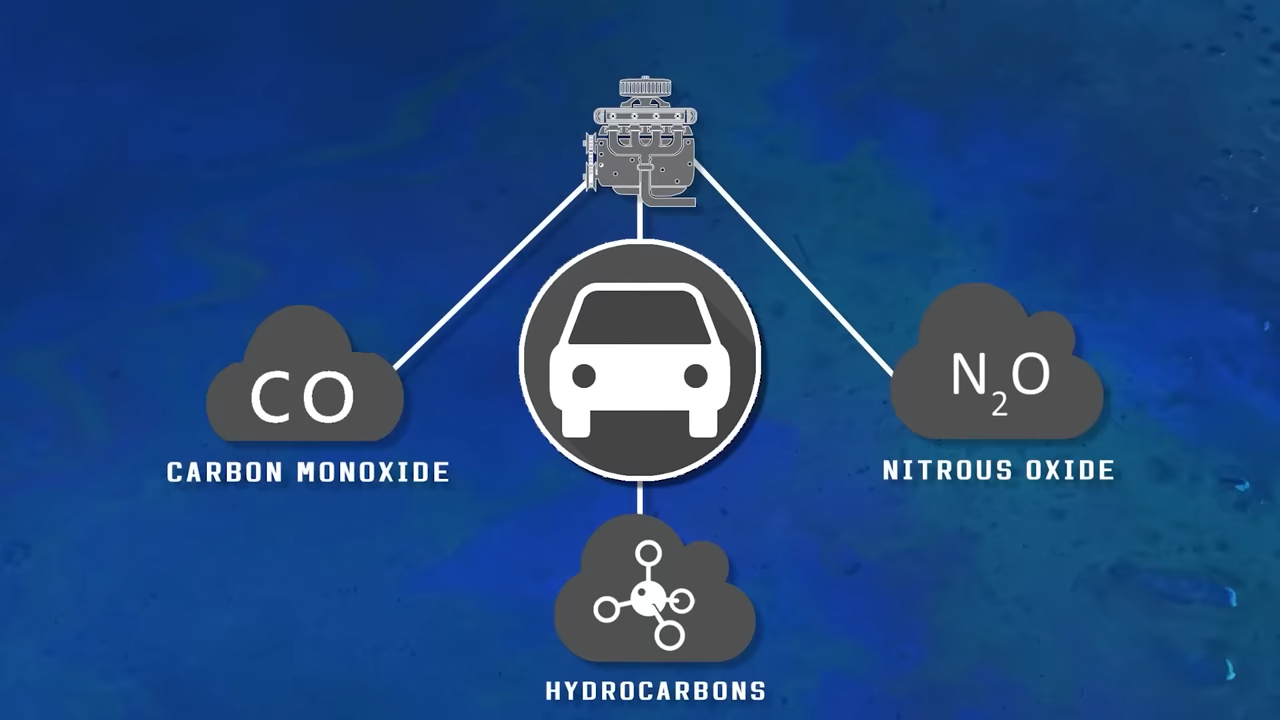 CO
CARBON MONOXIDE
N₂O
NITROUS OXIDE
HYDROCARBONS